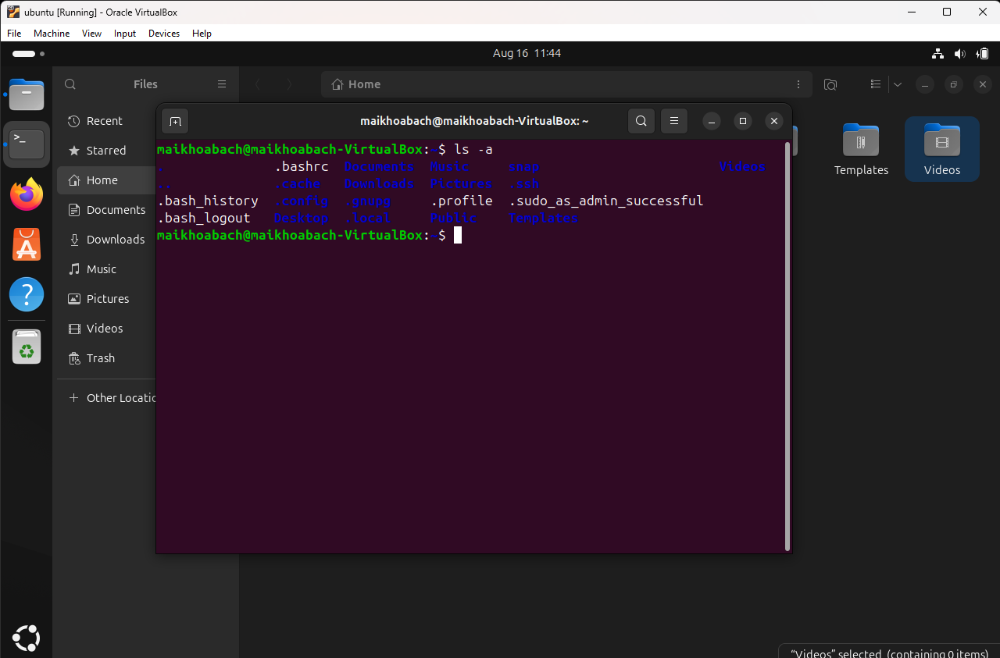 ubuntu [Running] - Oracle VirtualBox
File Machine View Input Devices Help
Aug 16 11:44
Files
Home
Recent
Starred
Home
Documents
Downloads
Music
Pictures
Videos
Trash
+ Other Locatio
maikhoabach@maikhoabach-VirtualBox: ~
maikhoabach@maikhoabach-VirtualBox:~$ ls -a
. .bashrc Documents Music snap Videos
.. .cache Downloads Pictures .ssh
.bash_history .config .gnupg .profile .sudo_as_admin_successful
.bash_logout Desktop .local Public Templates
maikhoabach@maikhoabach-VirtualBox:~$
Templates
Videos
“Videos” selected (containing 0 items)